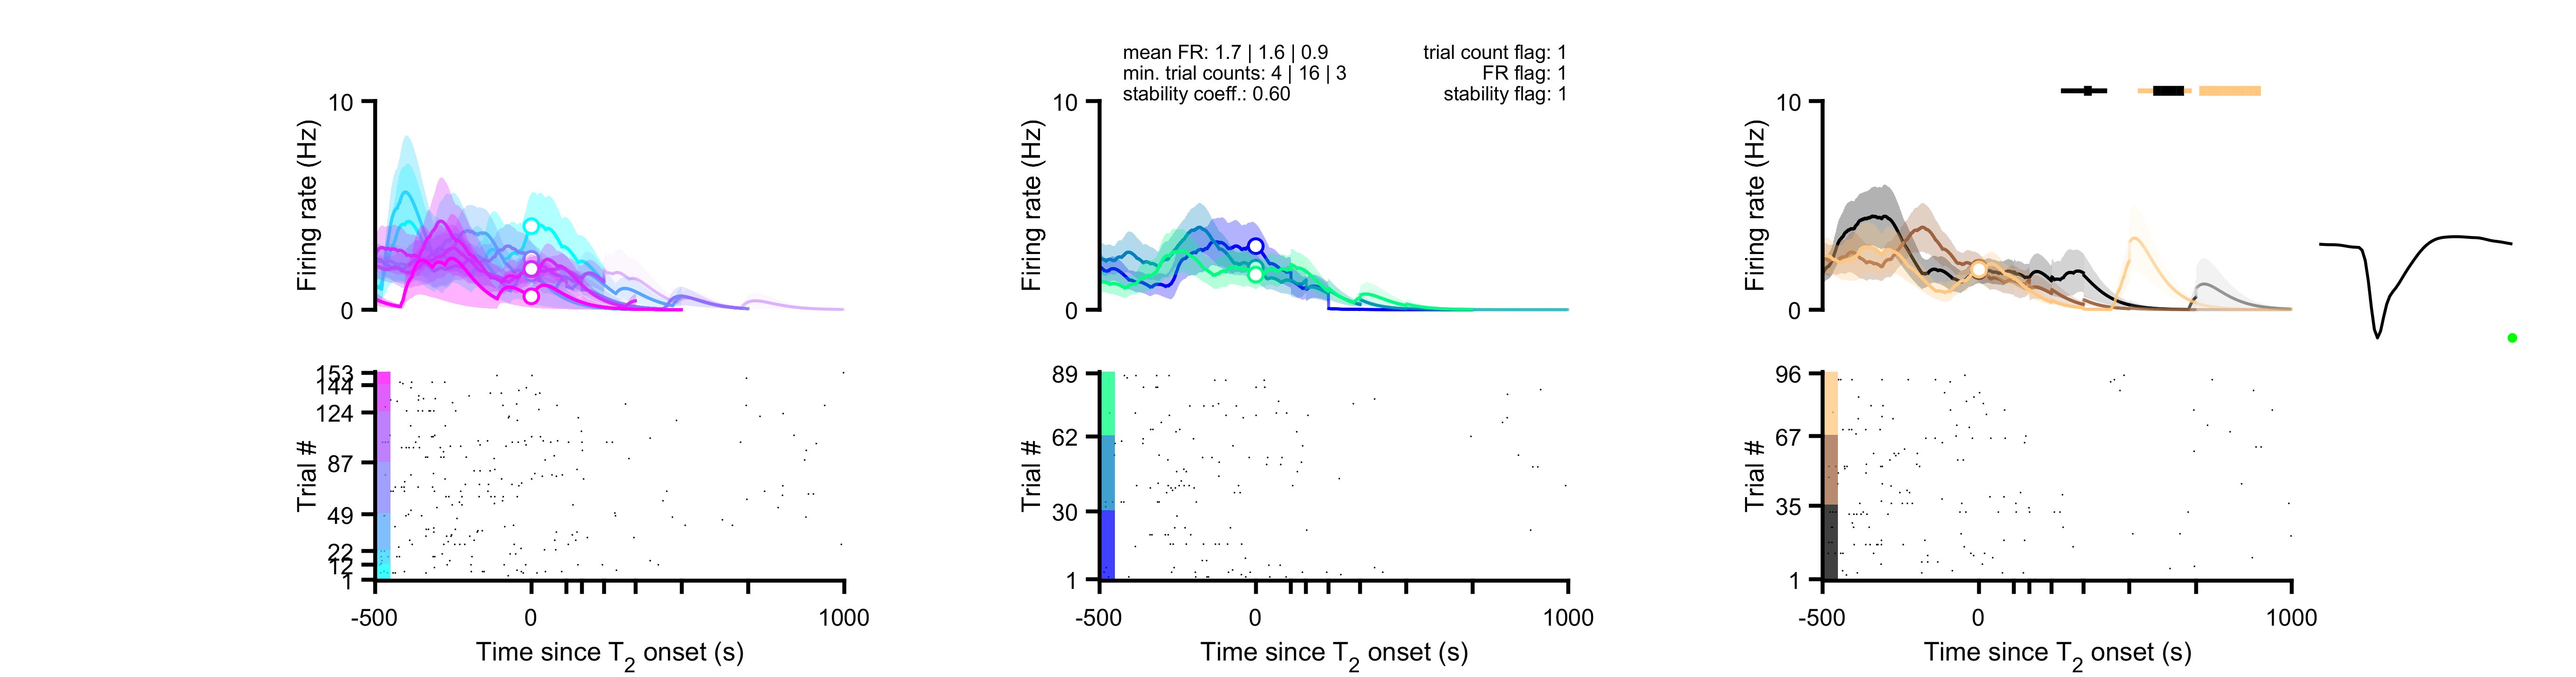 mean FR: 1.7 | 1.6 | 0.9
min. trial counts: 4 | 16 | 3
stability coeff.: 0.60
trial count flag: 1
FR flag: 1
stability flag: 1
10
0
Firing rate (Hz)
10
0
Firing rate (Hz)
10
0
Firing rate (Hz)
153
144
124
87
49
22
12
1
Trial #
-500
0
1000
Time since T2 onset (s)
89
62
30
1
Trial #
-500
0
1000
Time since T2 onset (s)
96
67
35
1
Trial #
-500
0
1000
Time since T2 onset (s)